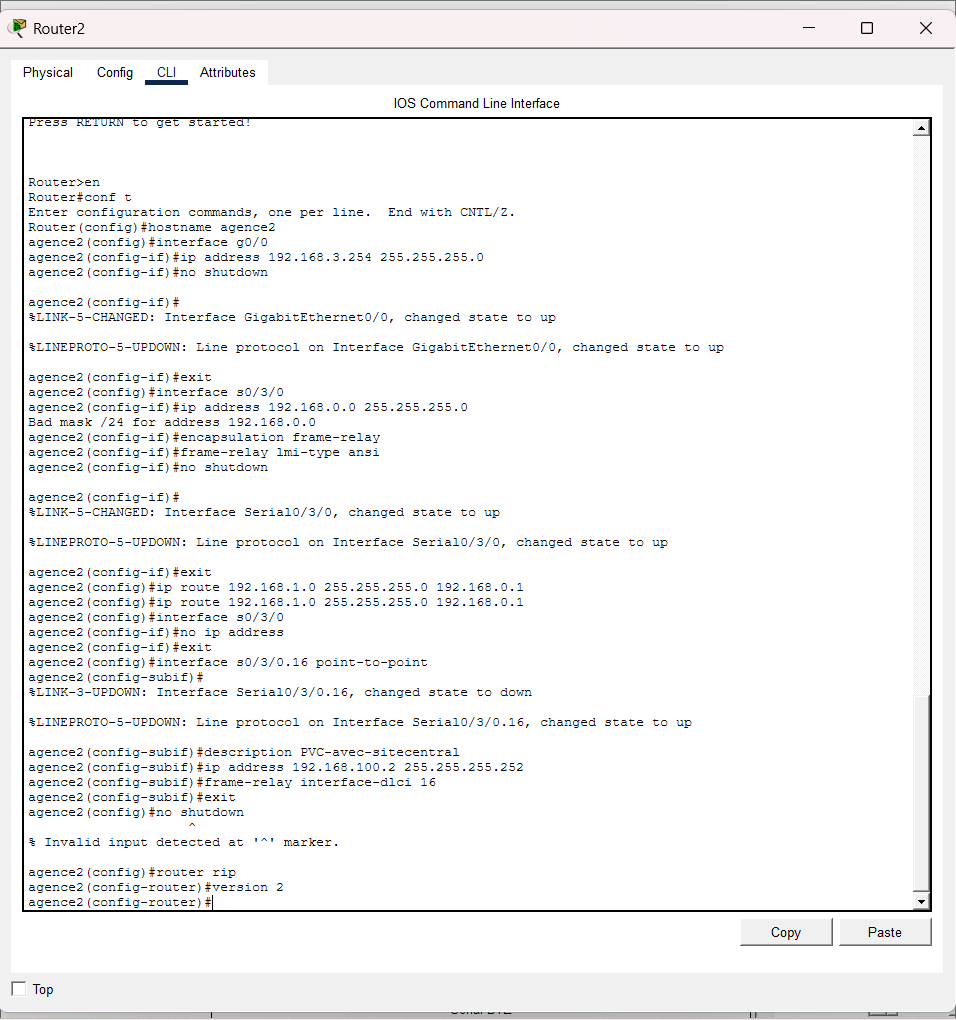 Router2
Physical Config CLI Attributes
IOS Command Line Interface
Press RETURN to get started!
Router>en
Router#conf t
Enter configuration commands, one per line.  End with CNTL/Z.
Router(config)#hostname agence2
agence2(config)#interface g0/0
agence2(config-if)#ip address 192.168.3.254 255.255.255.0
agence2(config-if)#no shutdown
agence2(config-if)#
%LINK-5-CHANGED: Interface GigabitEthernet0/0, changed state to up
%LINEPROTO-5-UPDOWN: Line protocol on Interface GigabitEthernet0/0, changed state to up
agence2(config-if)#exit
agence2(config)#interface s0/3/0
agence2(config-if)#ip address 192.168.0.0 255.255.255.0
Bad mask /24 for address 192.168.0.0
agence2(config-if)#encapsulation frame-relay
agence2(config-if)#frame-relay lmi-type ansi
agence2(config-if)#no shutdown
agence2(config-if)#
%LINK-5-CHANGED: Interface Serial0/3/0, changed state to up
%LINEPROTO-5-UPDOWN: Line protocol on Interface Serial0/3/0, changed state to up
agence2(config-if)#exit
agence2(config)#ip route 192.168.1.0 255.255.255.0 192.168.0.1
agence2(config)#ip route 192.168.1.0 255.255.255.0 192.168.0.1
agence2(config)#interface s0/3/0
agence2(config-if)#no ip address
agence2(config-if)#exit
agence2(config)#interface s0/3/0.16 point-to-point
agence2(config-subif)#
%LINK-3-UPDOWN: Interface Serial0/3/0.16, changed state to down
%LINEPROTO-5-UPDOWN: Line protocol on Interface Serial0/3/0.16, changed state to up
agence2(config-subif)#description PVC-avec-sitecentral
agence2(config-subif)#ip address 192.168.100.2 255.255.255.252
agence2(config-subif)#frame-relay interface-dlci 16
agence2(config-subif)#exit
agence2(config)#no shutdown
^
% Invalid input detected at '^' marker.
agence2(config)#router rip
agence2(config-router)#version 2
agence2(config-router)#
Copy Paste
Top